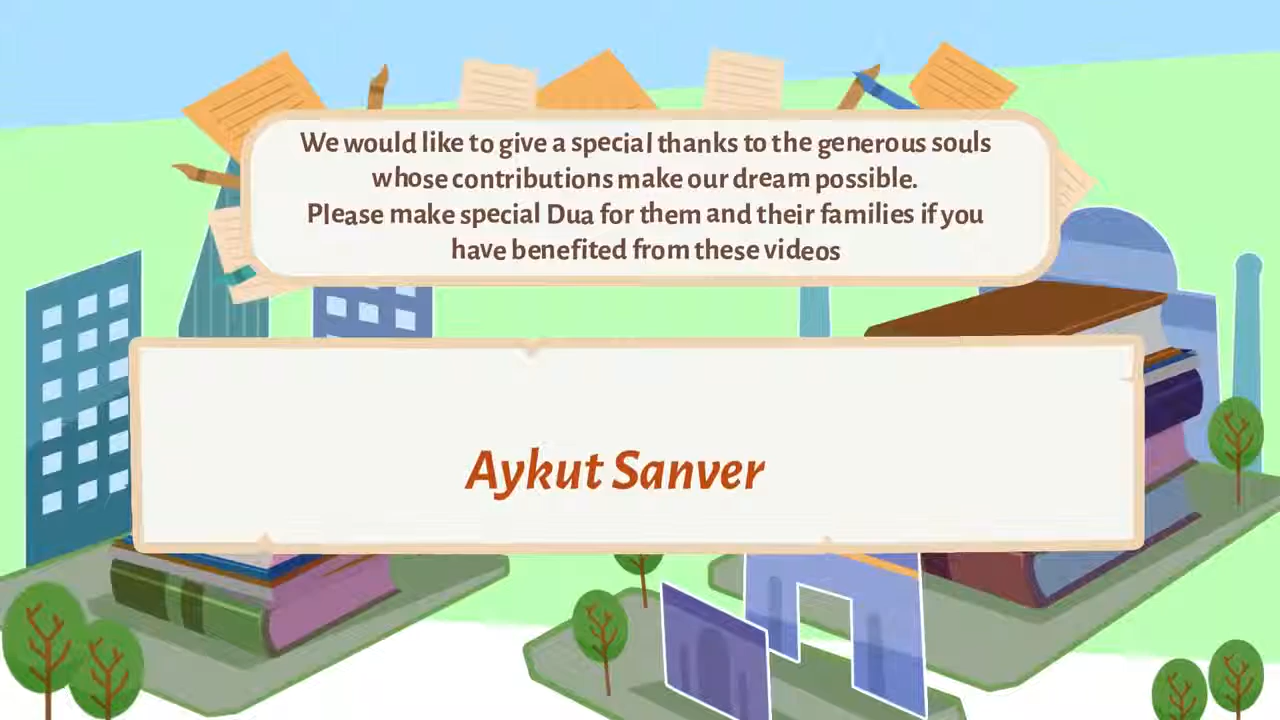 We would like to give a special thanks to the generous souls
whose contributions make our dream possible.
Please make special Dua for them and their families if you
have benefited from these videos
Aykut Sanver